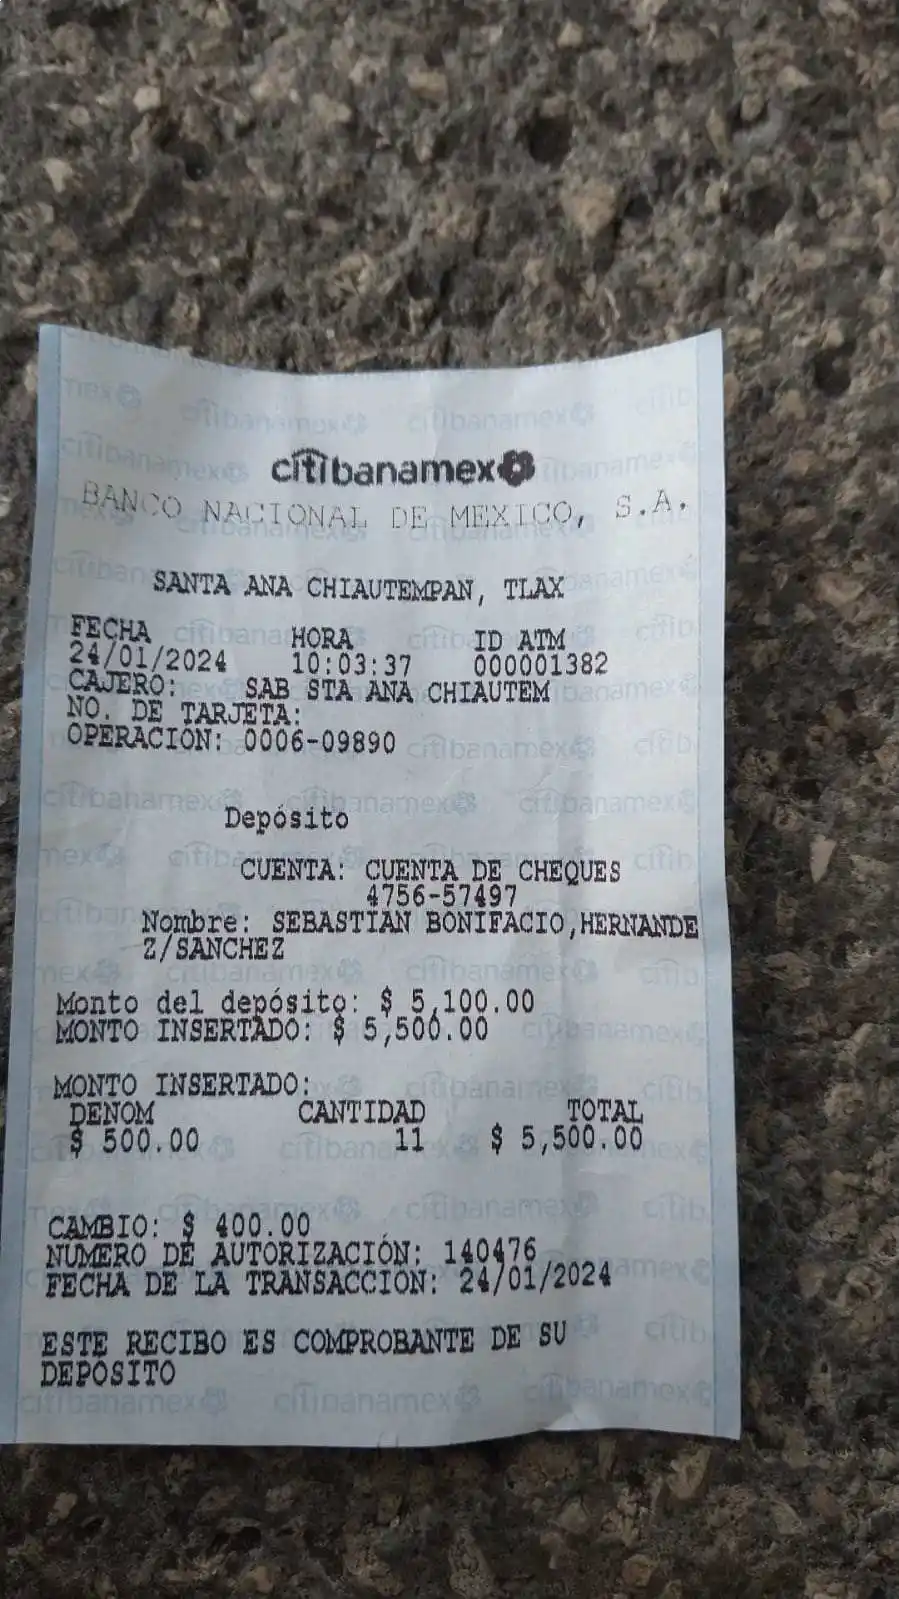 citibanamex
BANCO NACIONAL DE MEXICO, S.A.
SANTA ANA CHIAUTEMPAN, TLAX
FECHA HORA ID ATM
24/01/2024 10:03:37 000001382
CAJERO: SAB STA ANA CHIAUTEM
NO. DE TARJETA:
OPERACION: 0006-09890
Depósito
CUENTA: CUENTA DE CHEQUES
4756-57497
Nombre: SEBASTIAN BONIFACIO,HERNANDE
Z/SANCHEZ
Monto del depósito: $ 5,100.00
MONTO INSERTADO: $ 5,500.00
MONTO INSERTADO:
DENOM CANTIDAD TOTAL
$ 500.00 11 $ 5,500.00
CAMBIO: $ 400.00
NUMERO DE AUTORIZACIÓN: 140476
FECHA DE LA TRANSACCION: 24/01/2024
ESTE RECIBO ES COMPROBANTE DE SU
DEPOSITO